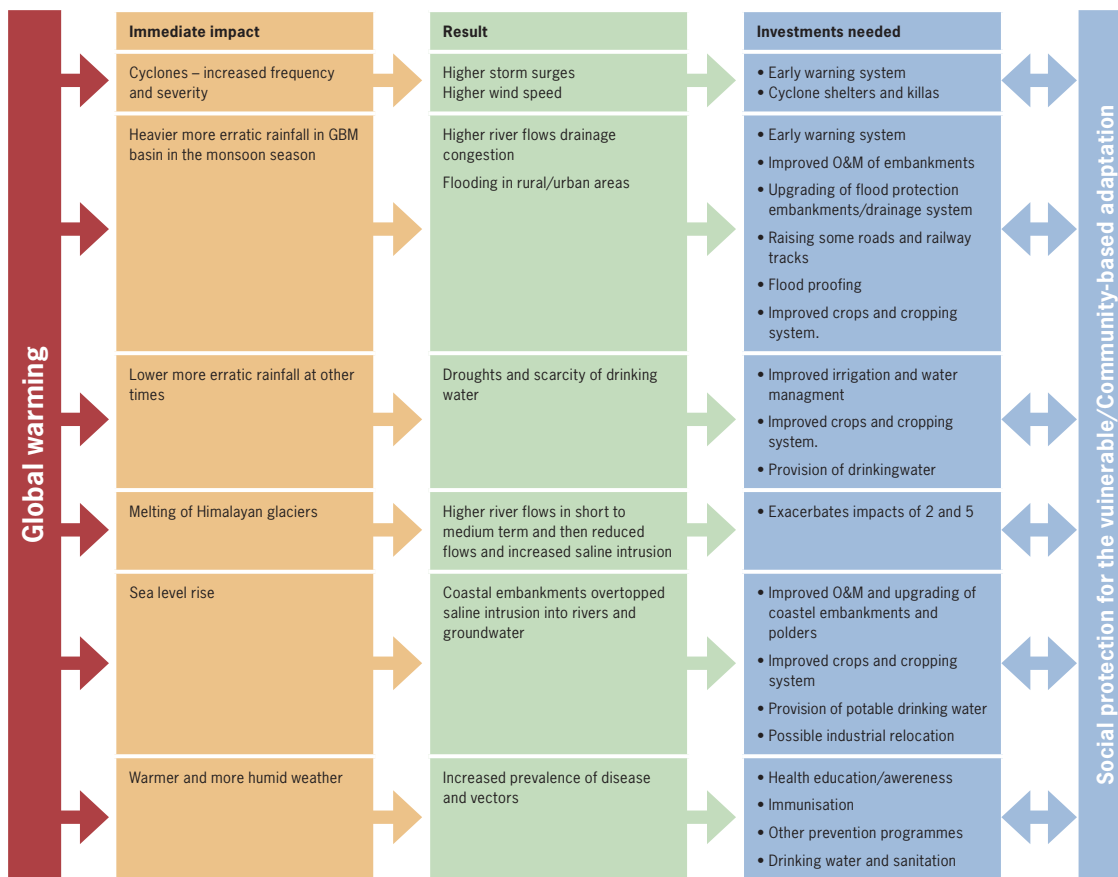 Global warming
Immediate impact
Result
Investments needed
Cyclones – increased frequency
and severity
Higher storm surges
Higher wind speed
• Early warning system
• Cyclone shelters and killas
Heavier more erratic rainfall in GBM
basin in the monsoon season
Higher river flows drainage
congestion
Flooding in rural/urban areas
• Early warning system
• Improved O&M of embankments
• Upgrading of flood protection
embankments/drainage system
• Raising some roads and railway
tracks
• Flood proofing
• Improved crops and cropping
system.
Lower more erratic rainfall at other
times
Droughts and scarcity of drinking
water
• Improved irrigation and water
managment
• Improved crops and cropping
system.
• Provision of drinkingwater
Melting of Himalayan glaciers
Higher river flows in short to
medium term and then reduced
flows and increased saline intrusion
• Exacerbates impacts of 2 and 5
Sea level rise
Coastal embankments overtopped
saline intrusion into rivers and
groundwater
• Improved O&M and upgrading of
coastal embankments and
polders
• Improved crops and cropping
system
• Provision of potable drinking water
• Possible industrial relocation
Warmer and more humid weather
Increased prevalence of disease
and vectors
• Health education/awereness
• Immunisation
• Other prevention programmes
• Drinking water and sanitation
Social protection for the vuinerable/Community-based adaptation